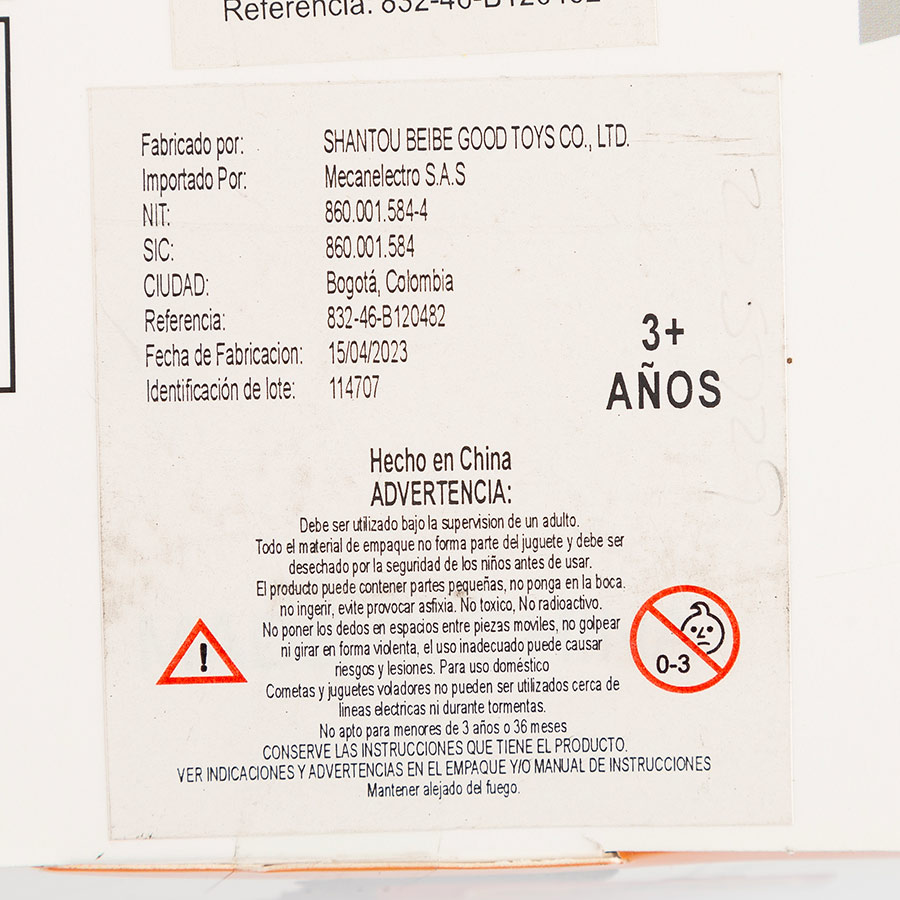 Referencia: 832-46-B120482
Fabricado por: SHANTOU BEIBE GOOD TOYS CO., LTD.
Importado Por: Mecanelectro S.A.S
NIT: 860.001.584-4
SIC: 860.001.584
CIUDAD: Bogotá, Colombia
Referencia: 832-46-B120482
Fecha de Fabricacion: 15/04/2023
Identificación de lote: 114707
3+
AÑOS
Hecho en China
ADVERTENCIA:
Debe ser utilizado bajo la supervision de un adulto.
Todo el material de empaque no forma parte del juguete y debe ser
desechado por la seguridad de los niños antes de usar.
El producto puede contener partes pequeñas, no ponga en la boca.
no ingerir, evite provocar asfixia. No toxico, No radioactivo.
No poner los dedos en espacios entre piezas moviles, no golpear
ni girar en forma violenta, el uso inadecuado puede causar
riesgos y lesiones. Para uso doméstico
Cometas y juguetes voladores no pueden ser utilizados cerca de
lineas electricas ni durante tormentas.
No apto para menores de 3 años o 36 meses
CONSERVE LAS INSTRUCCIONES QUE TIENE EL PRODUCTO.
VER INDICACIONES Y ADVERTENCIAS EN EL EMPAQUE Y/O MANUAL DE INSTRUCCIONES
Mantener alejado del fuego.
!
0-3